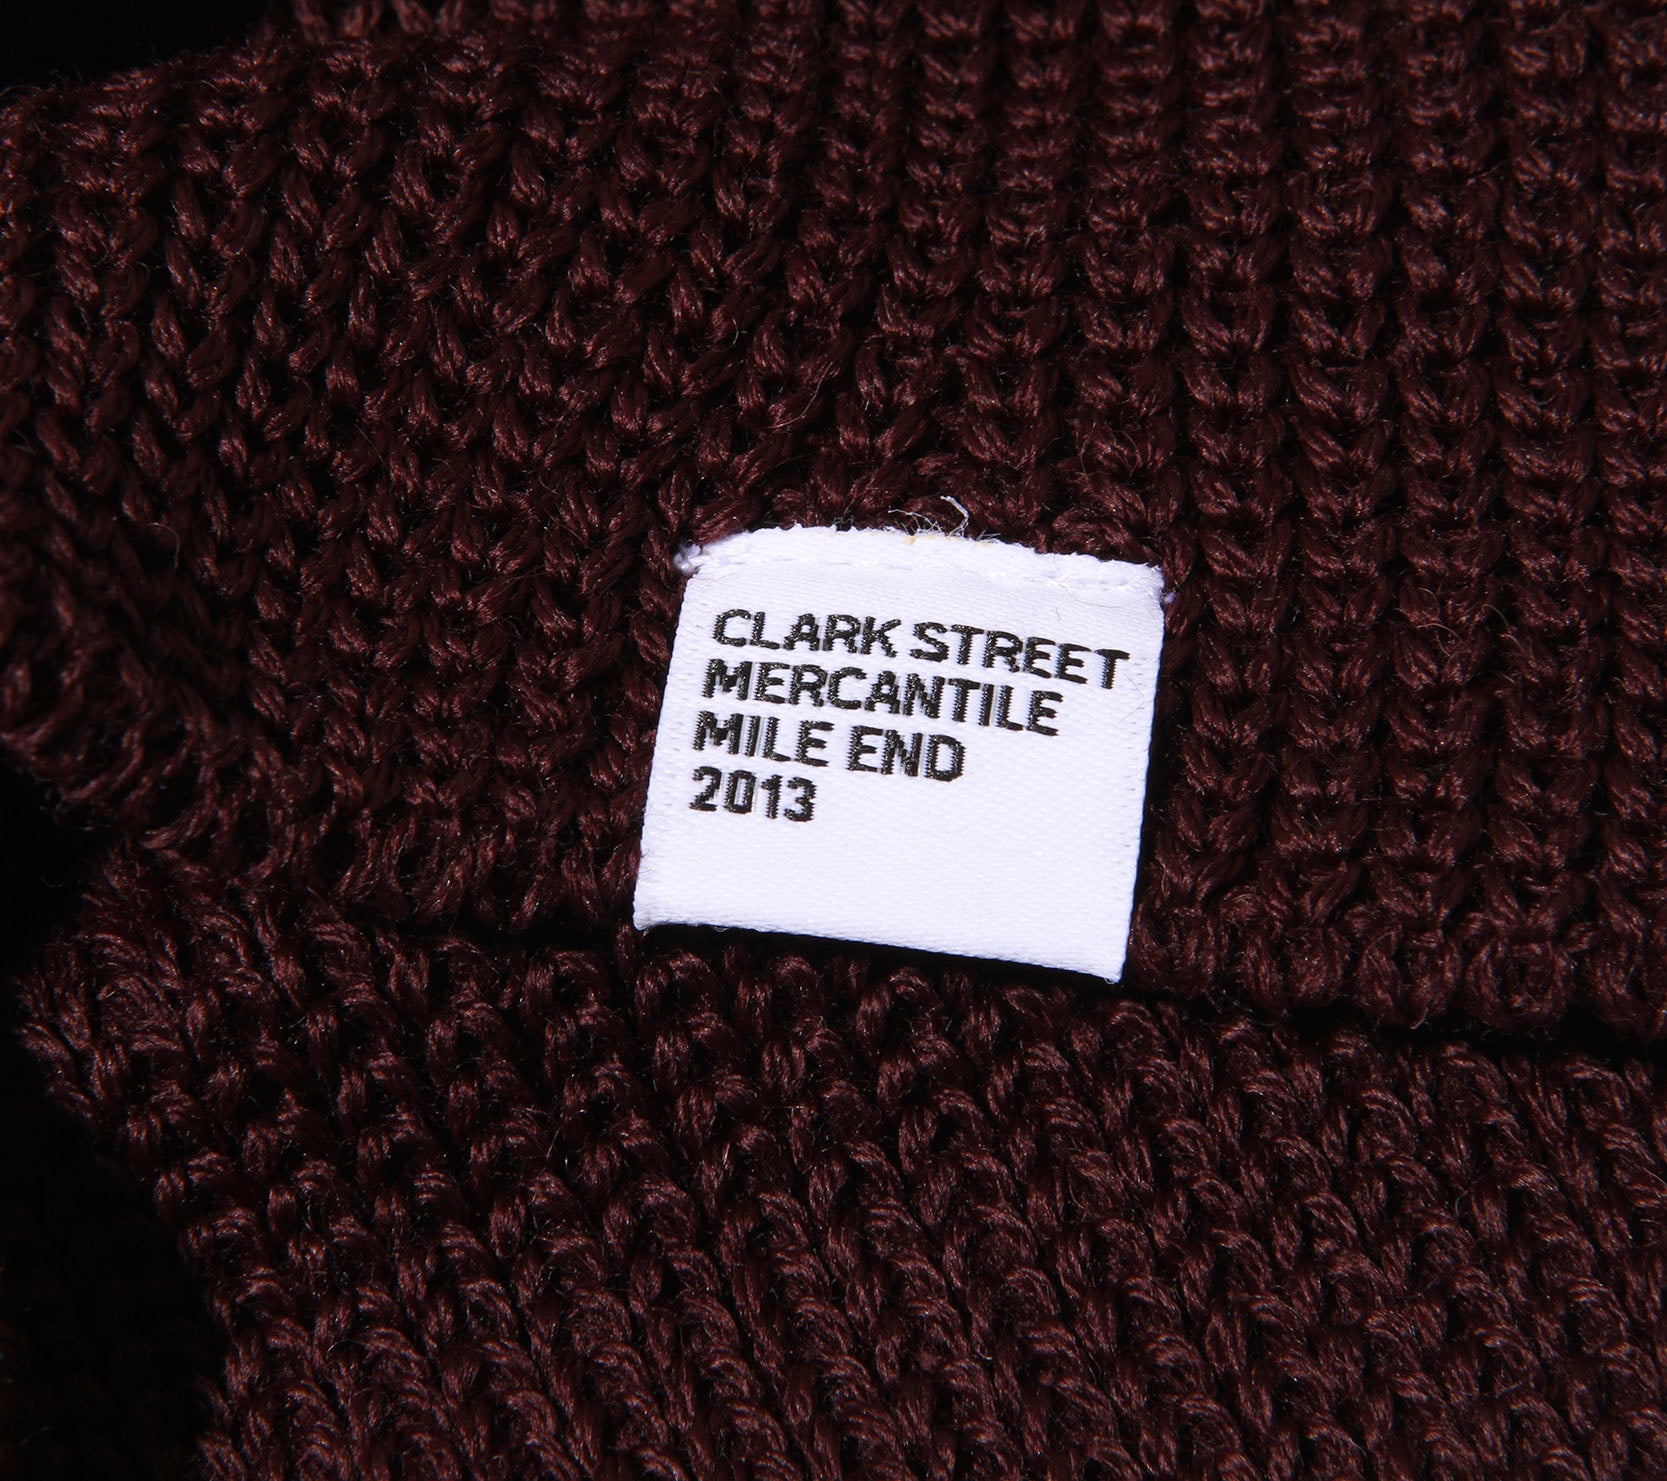 CLARK STREET
MERCANTILE
MILE END
2013